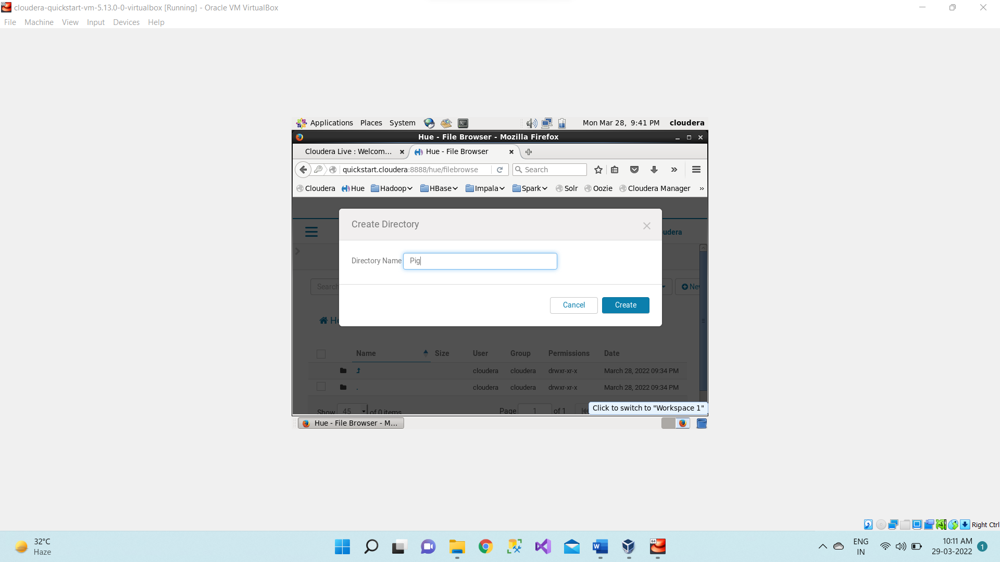 cloudera-quickstart-vm-5.13.0-0-virtualbox [Running] - Oracle VM VirtualBox
File Machine View Input Devices Help
Applications Places System Mon Mar 28, 9:41 PM cloudera
Hue - File Browser - Mozilla Firefox
Cloudera Live : Welcom... Hue - File Browser
quickstart.cloudera:8888/hue/filebrowse Search
Cloudera Hue Hadoop HBase Impala Spark Solr Oozie Cloudera Manager »
Create Directory
udera
Directory Name Pig
Search Ne
Cancel Create
H
Name Size User Group Permissions Date
cloudera cloudera drwxr-xr-x March 28, 2022 09:34 PM
. cloudera cloudera drwxr-xr-x March 28, 2022 09:34 PM
Show 45 of 0 items Page 1 of 1
Click to switch to "Workspace 1"
Hue - File Browser - M...
Right Ctrl
32°C
Haze
64
ENG
IN
10:11 AM
29-03-2022
1